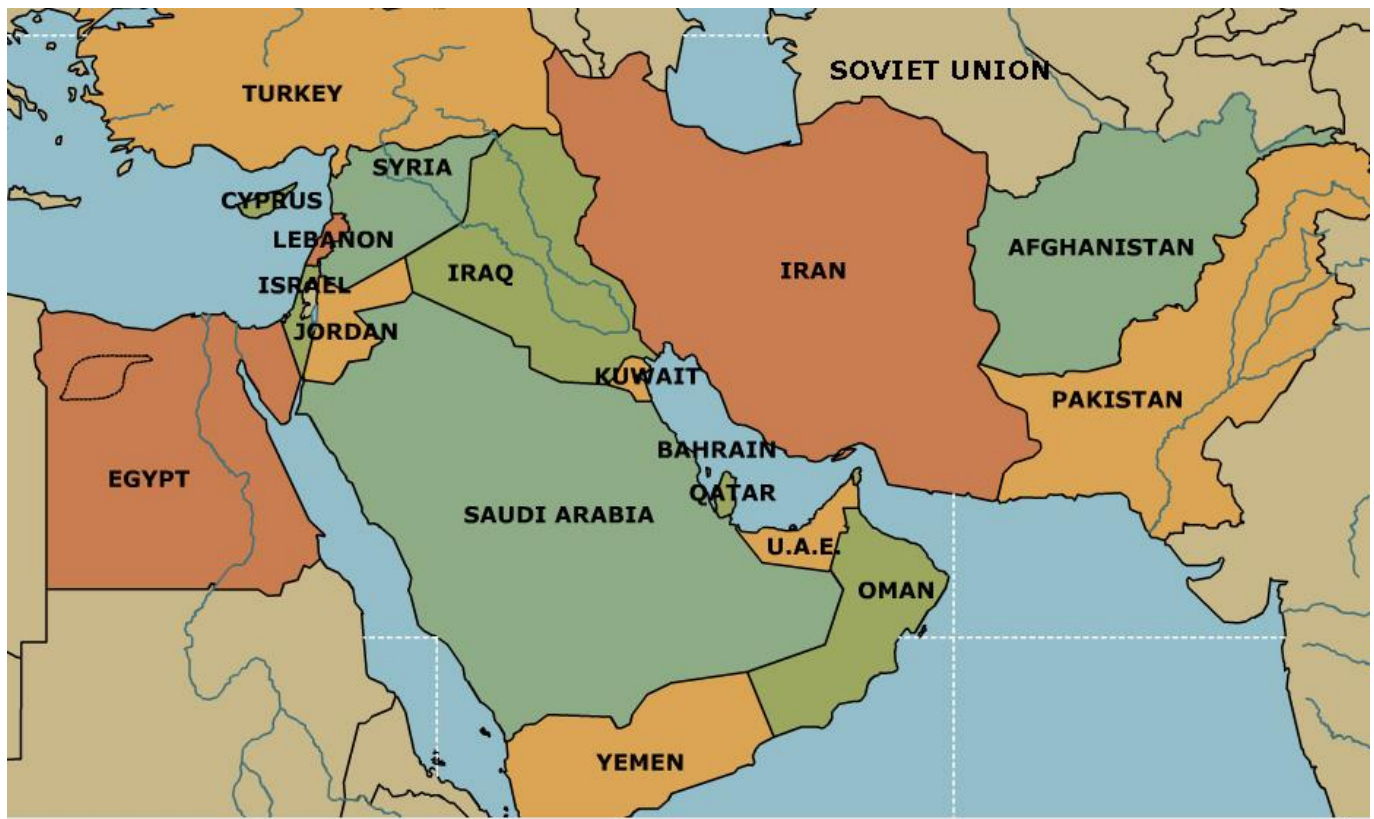 SOVIET UNION
TURKEY
SYRIA
CYPRUS
LEBANON
AFGHANISTAN
IRAN
IRAQ
ISRAEL
JORDAN
KUWAIT
PAKISTAN
BAHRAIN
EGYPT
QATAR
SAUDI ARABIA
U.A.E.
OMAN
YEMEN